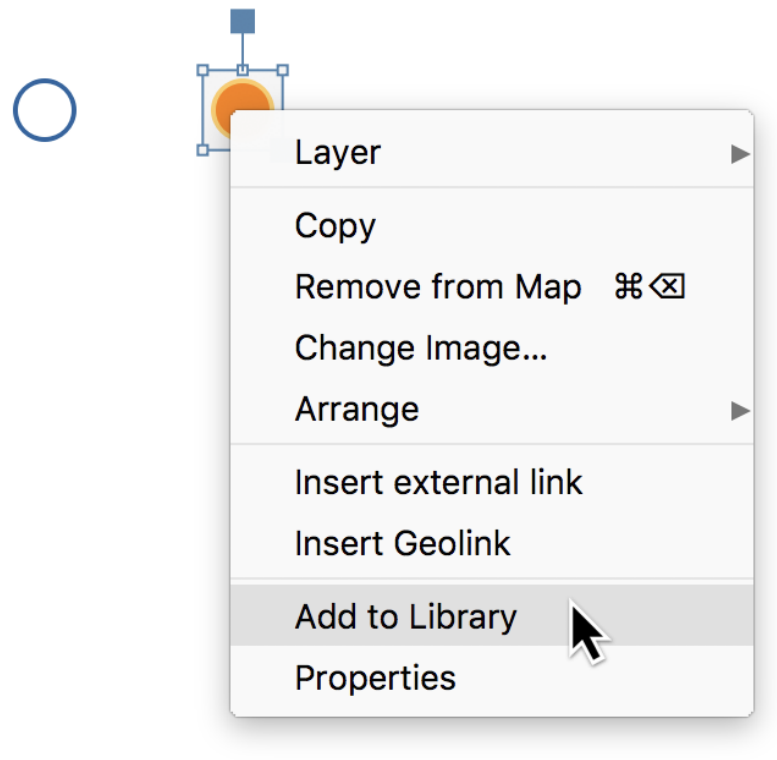 Layer
Copy
Remove from Map ⌘⌫
Change Image...
Arrange
Insert external link
Insert Geolink
Add to Library
Properties